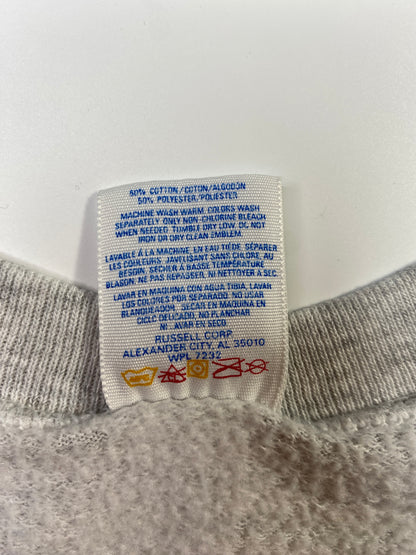 50% COTTON/COTON/ALGODON
50% POLYESTER/POLIESTER
MACHINE WASH WARM. COLORS WASH
SEPARATELY. ONLY NON-CHLORINE BLEACH
WHEN NEEDED. TUMBLE DRY LOW. DO NOT
IRON OR DRY CLEAN EMBLEM.
LAVABLE À LA MACHINE, EN EAU TIÈDE. SÉPARER
LES COULEURS. JAVELISANT SANS CHLORE, AU
BESOIN. SÉCHER À BASSE TEMPÉRATURE
NE PAS REPASSER, NI NETTOYER À SEC
BLASON.
LAVAR EN MAQUINA CON AGUA TIBIA. LAVAR
LOS COLORES POR SEPARADO. NO USAR
BLANQUEADOR. SECAR EN MAQUINA EN
CICLO DELICADO. NO PLANCHAR
NI LAVAR EN SECO
RUSSELL CORP.
ALEXANDER CITY, AL 35010
WPL 7232